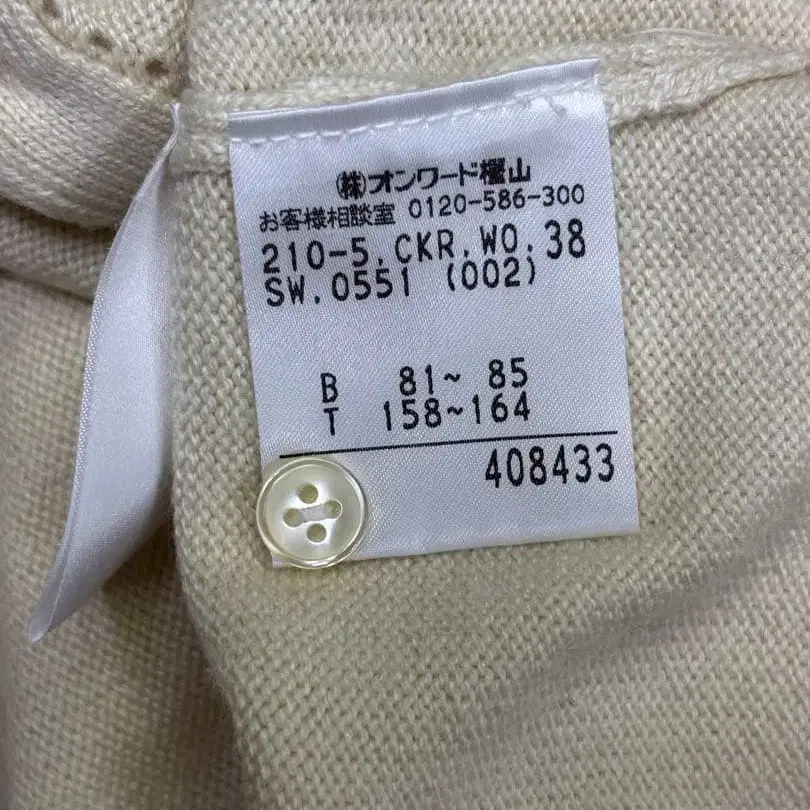 (株)オンワード樫山
お客様相談室 0120-586-300
210-5.CKR.WO.38
SW.0551 (002)
B 81~ 85
T 158~164
408433